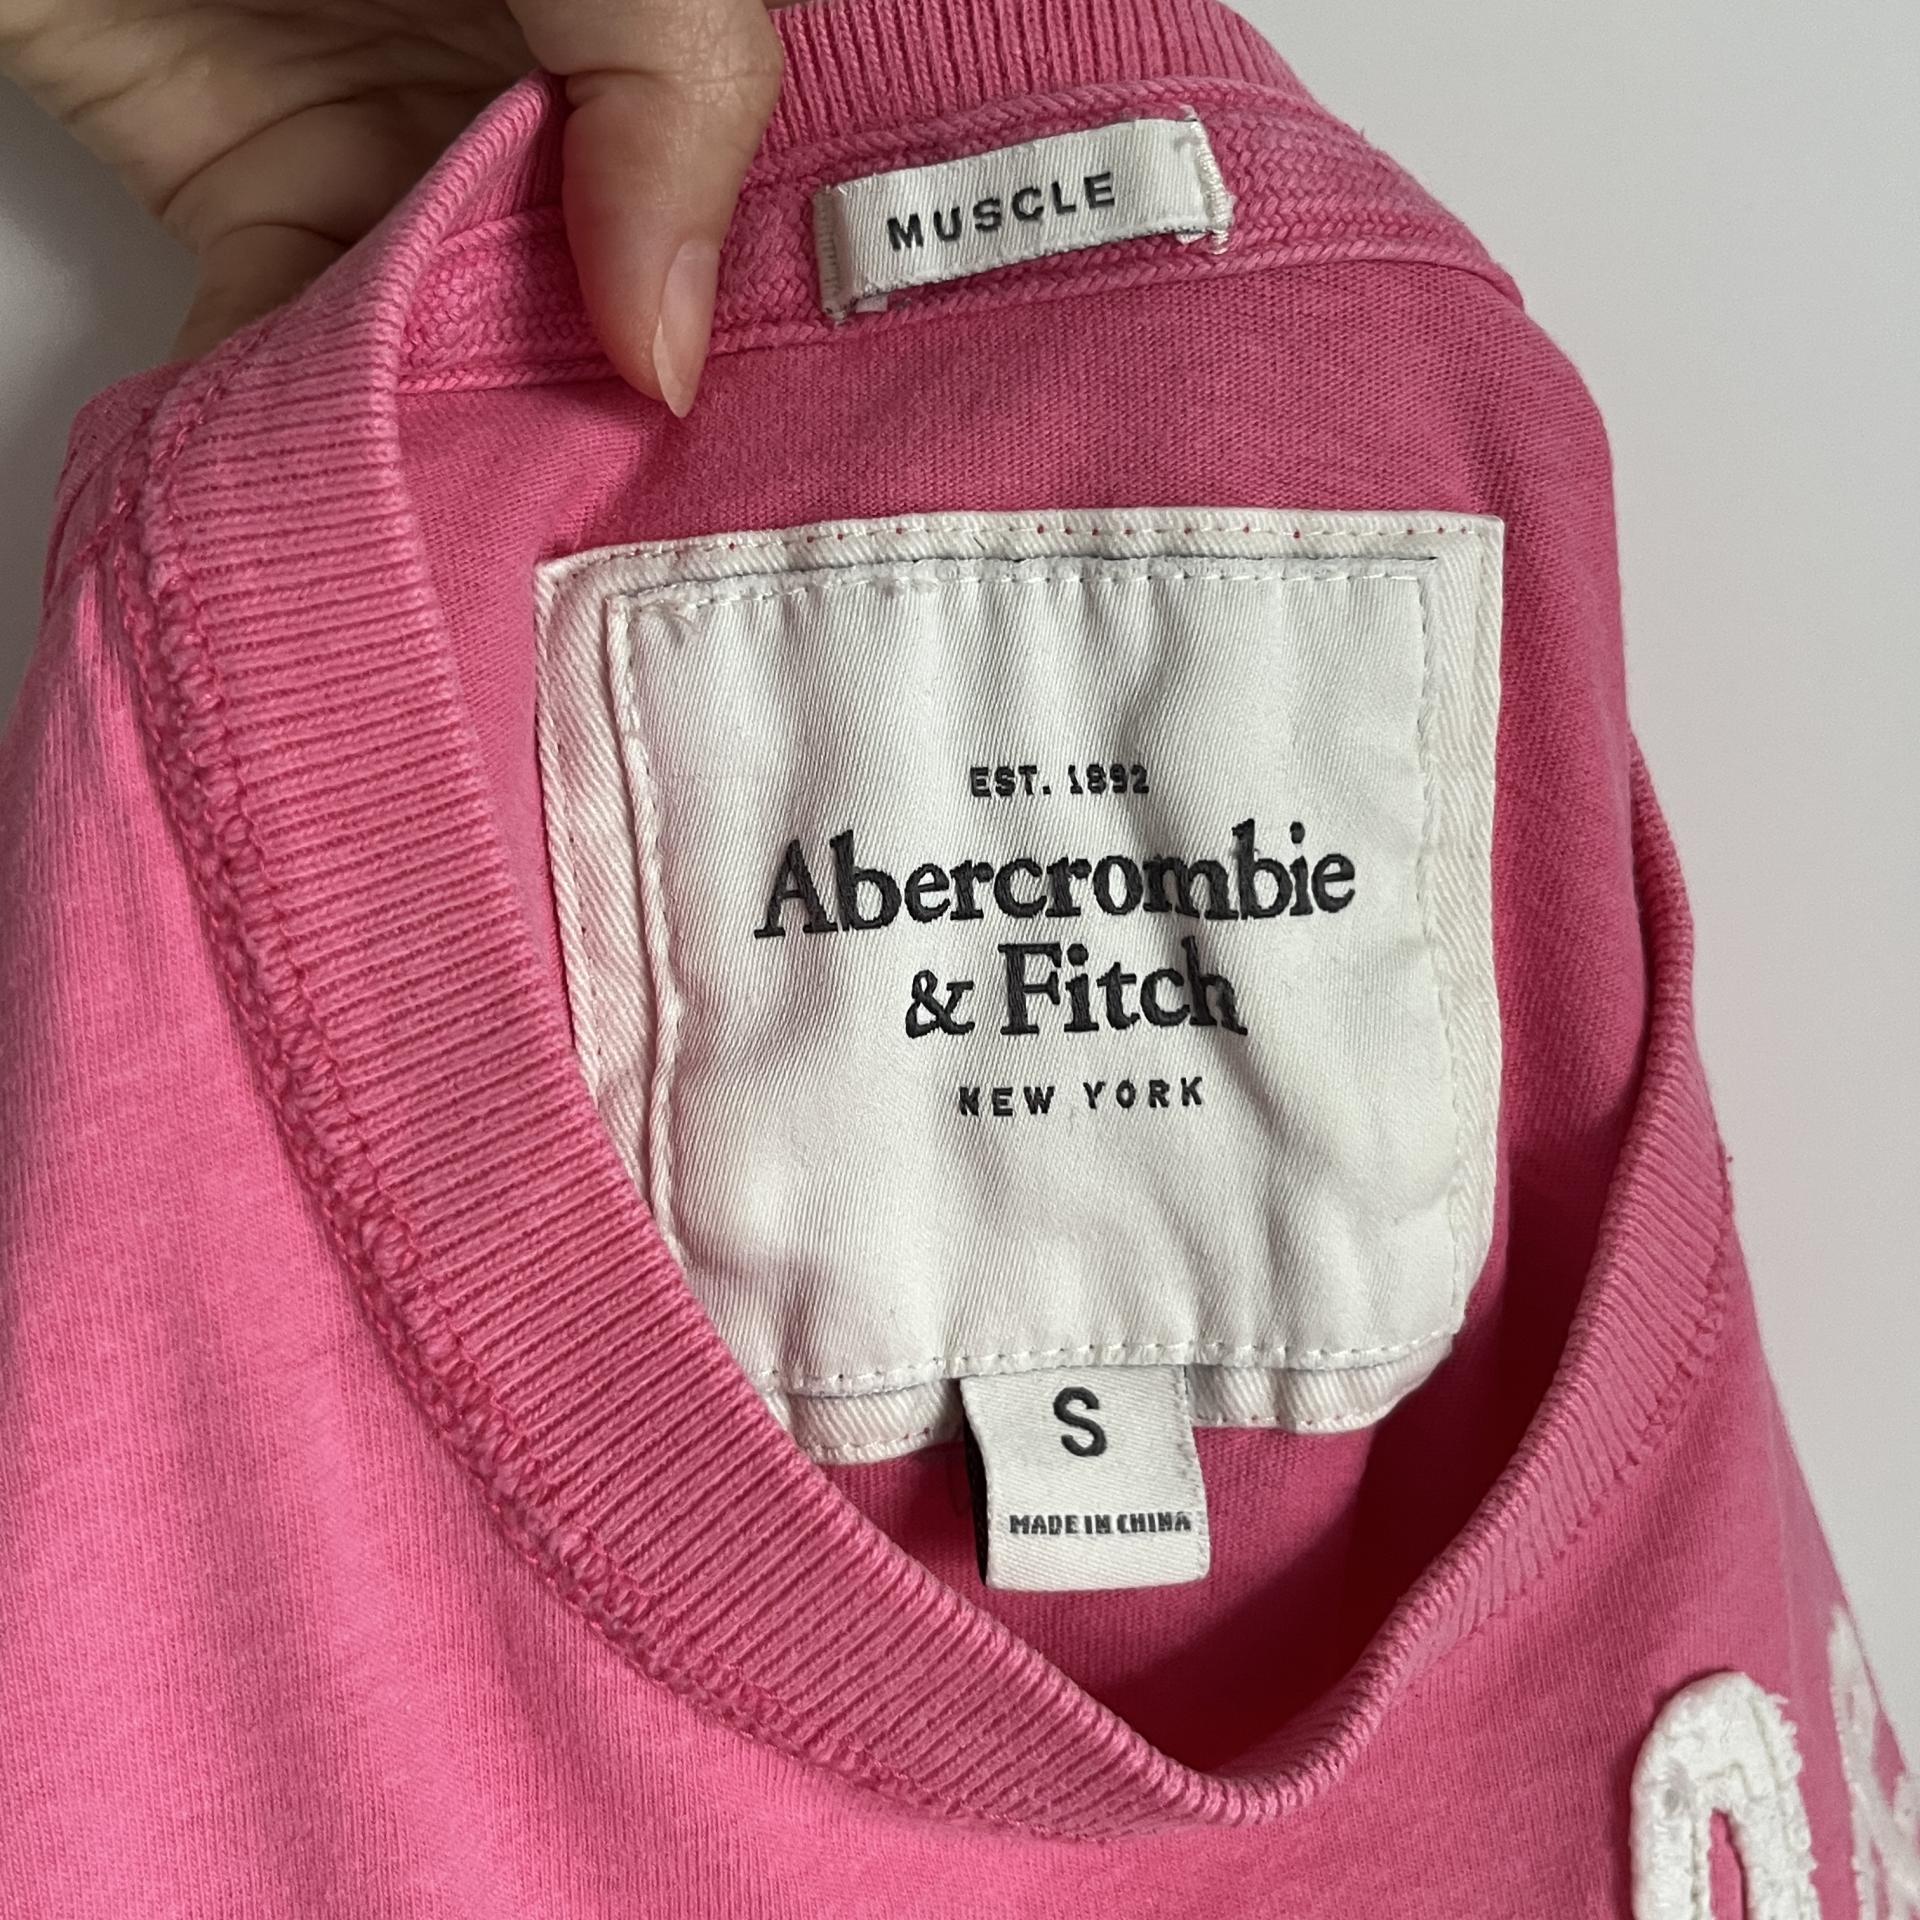 MUSCLE
EST. 1892
Abercrombie
& Fitch
NEW YORK
S
MADE IN CHINA